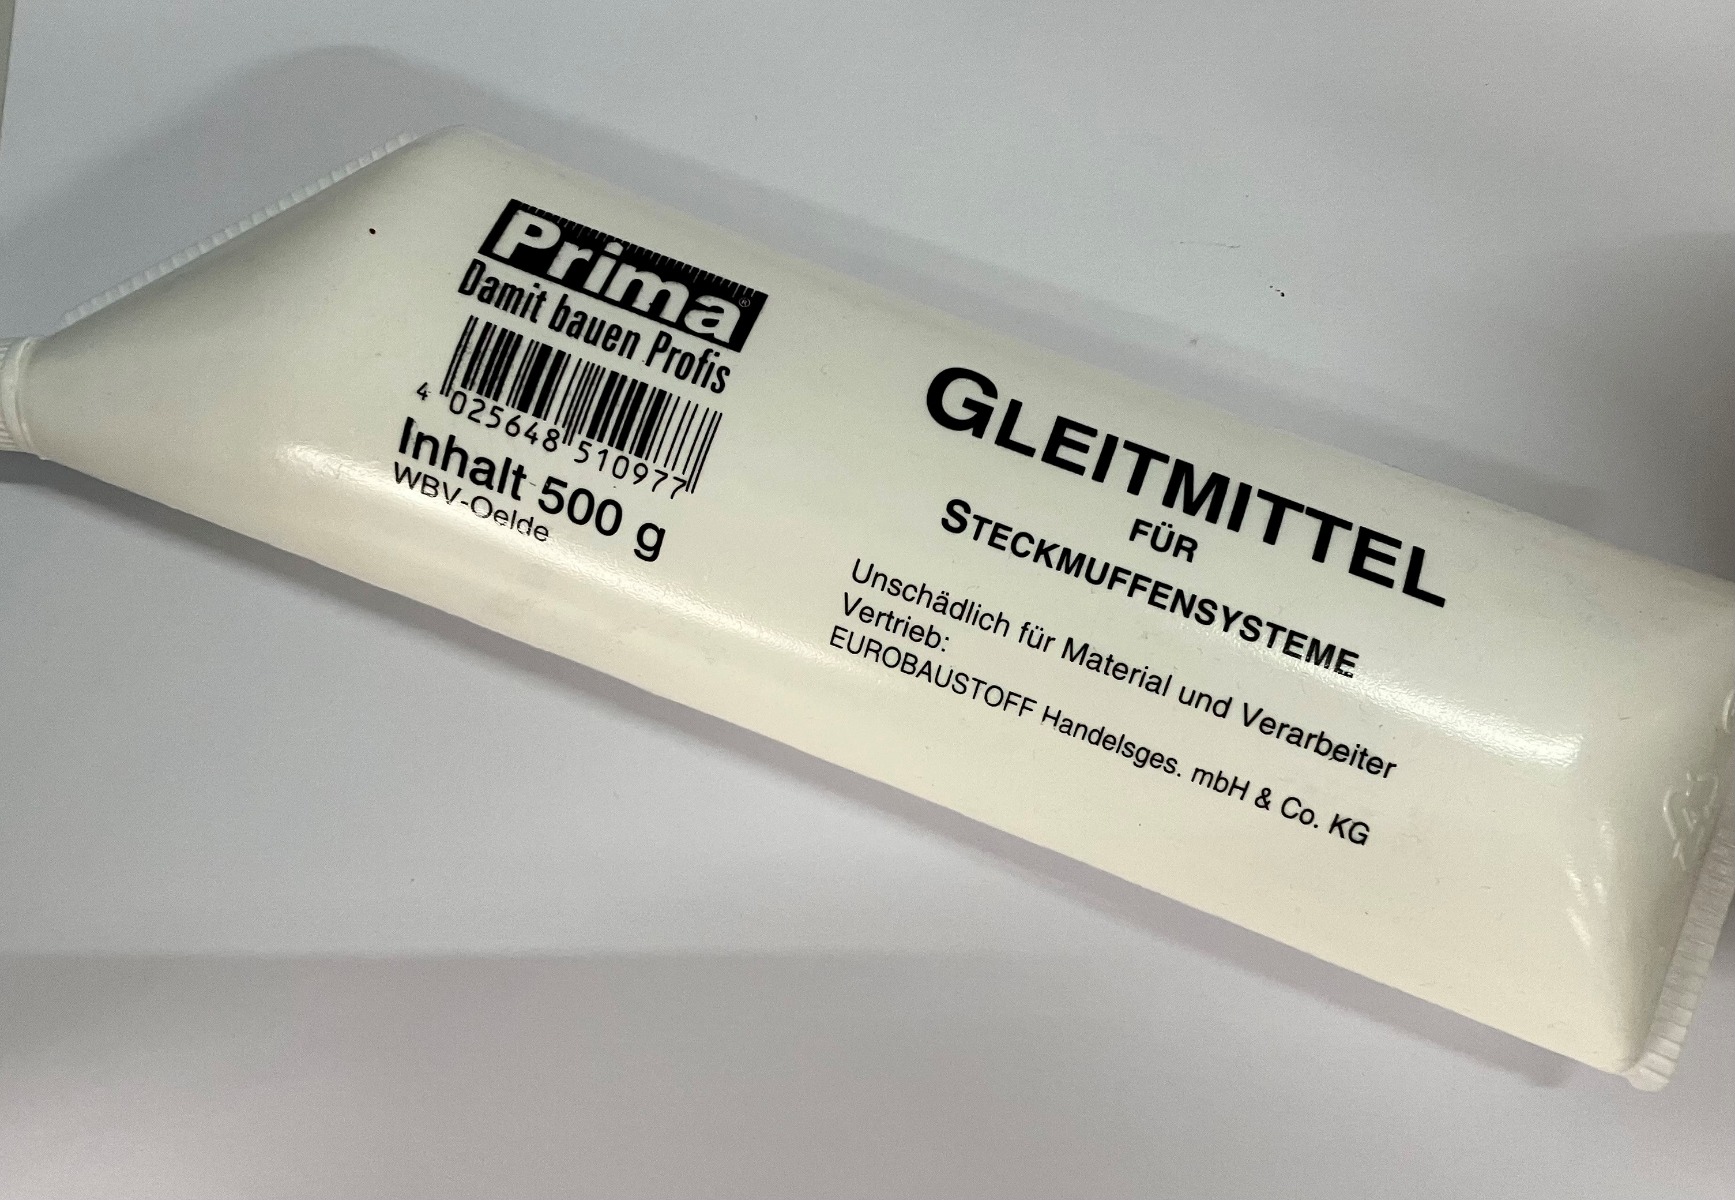 Prima®
Damit bauen Profis
4 025648 510977
Inhalt 500 g
WBV-Oelde
GLEITMITTEL
FÜR
STECKMUFFENSYSTEME
Unschädlich für Material und Verarbeiter
Vertrieb:
EUROBAUSTOFF Handelsges. mbH & Co. KG